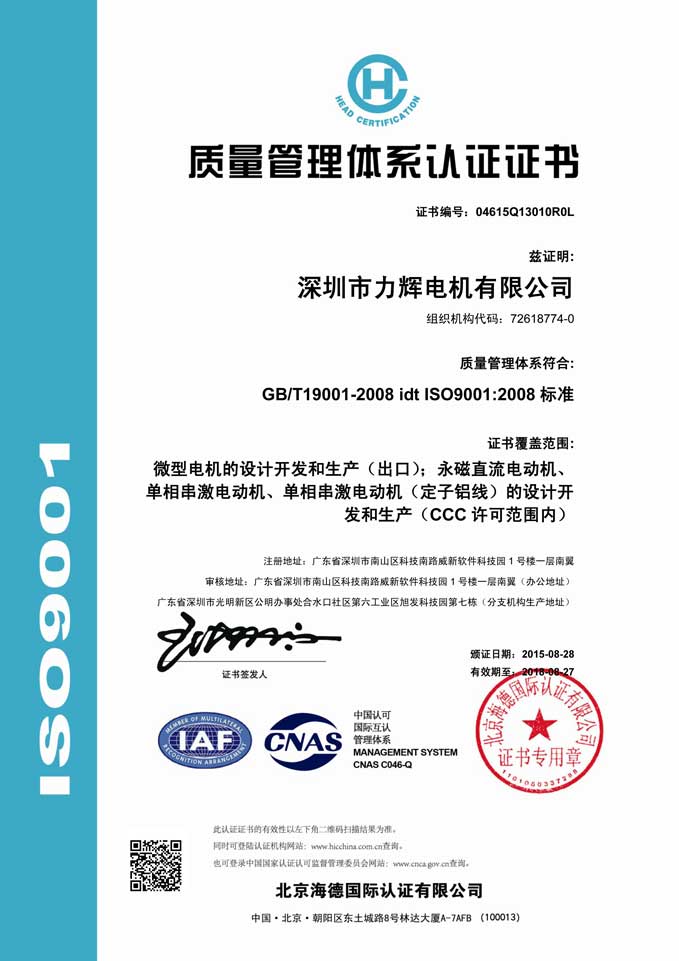 HC
HEAD CERTIFICATION
质量管理体系认证证书
证书编号：04615Q13010R0L
兹证明:
深圳市力辉电机有限公司
组织机构代码：72618774-0
质量管理体系符合:
GB/T19001-2008 idt ISO9001:2008 标准
证书覆盖范围:
微型电机的设计开发和生产（出口）；永磁直流电动机、
单相串激电动机、单相串激电动机（定子铝线）的设计开
发和生产（CCC 许可范围内）
注册地址：广东省深圳市南山区科技南路威新软件科技园 1 号楼一层南翼
审核地址：广东省深圳市南山区科技南路威新软件科技园 1 号楼一层南翼（办公地址）
广东省深圳市光明新区公明办事处合水口社区第六工业区旭发科技园第七栋（分支机构生产地址）
证书签发人
颁证日期：2015-08-28
有效期至：2018-08-27
北京海德国际认证有限公司
证书专用章
1101050337288
MEMBER OF MULTILATERAL
IAF
RECOGNITION ARRANGEMENT
CNAS
中国认可
国际互认
管理体系
MANAGEMENT SYSTEM
CNAS C046-Q
ISO9001
此认证证书的有效性以左下角二维码扫描结果为准。
同时可登陆认证机构网站：www.hicchina.com.cn查询。
也可登录中国国家认证认可监督管理委员会网站：www.cnca.gov.cn查询。
北京海德国际认证有限公司
中国·北京·朝阳区东土城路8号林达大厦A-7AFB （100013）